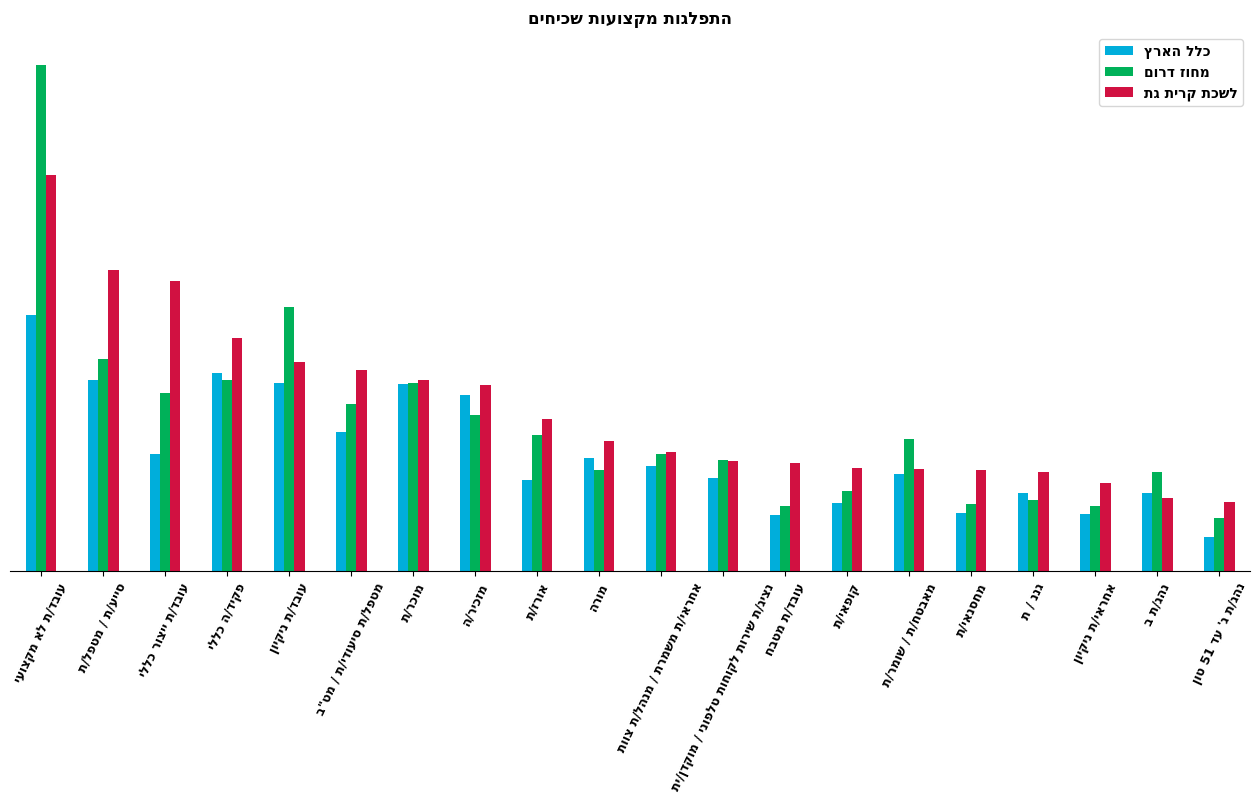 התפלגות מקצועות שכיחים
כלל הארץ
מחוז דרום
לשכת קרית גת
עובד/ת לא מקצועי
סייע/ת / מטפל/ת
עובד/ת ייצור כללי
פקיד/ה כללי
עובד/ת ניקיון
מטפל/ת סיעודי/ת / מט"ב
מוכר/ת
מזכיר/ה
אורז/ת
מורה
אחראי/ת משמרת / מנהל/ת צוות
נציג/ת שירות לקוחות טלפוני / מוקדן/ית
עובד/ת מטבח
קופאי/ת
מאבטח/ת / שומר/ת
מחסנאי/ת
גנן / ת
אחראי/ת ניקיון
נהג/ת ב
נהג/ת ג' עד 51 טון